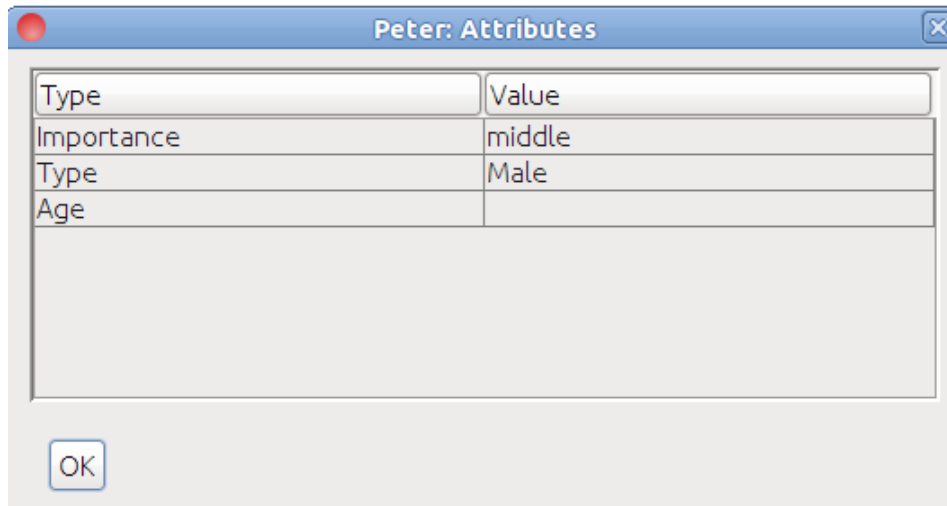 Peter: Attributes
Type Value
Importance middle
Type Male
Age
OK